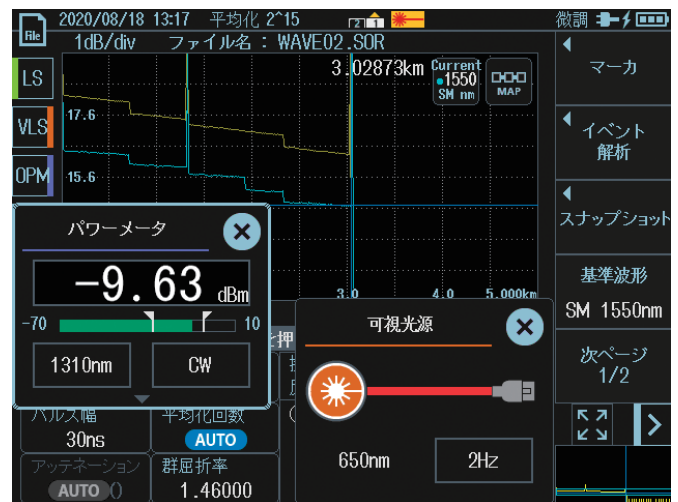 File
2020/08/18 13:17 平均化 2^15
2
1
微調
1dB/div ファイル名：WAVE02.SOR
LS
VLS
OPM
3.02873km
Current
1550
SM nm
MAP
17.6
15.6
3.0
4.0
5.000km
マーカ
イベント
解析
スナップショット
基準波形
SM 1550nm
次ページ
1/2
パワーメータ
-9.63 dBm
-70
10
1310nm
CW
を押
可視光源
650nm
2Hz
パルス幅
30ns
平均化回数
AUTO
アッテネーション
AUTO
群屈折率
1.46000